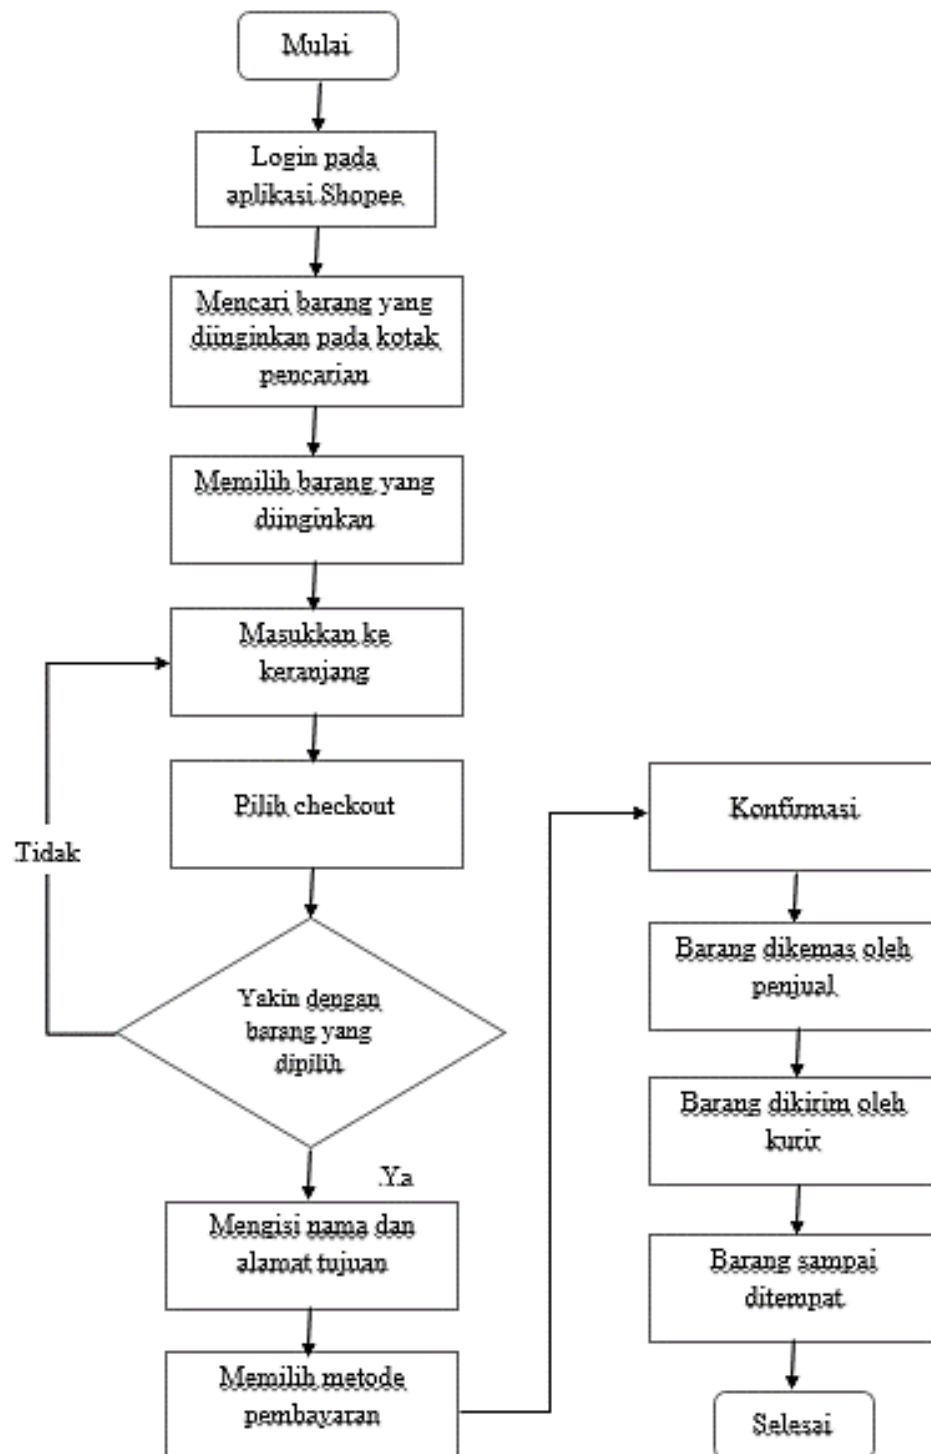 Mulai
Login pada
aplikasi Shopee
Mencari barang yang
diinginkan pada kotak
pencarian
Memilih barang yang
diinginkan
Masukkan ke
keranjang
Pilih checkout
Tidak
Yakin dengan
barang yang
dipilih
Ya
Mengisi nama dan
alamat tujuan
Memilih metode
pembayaran
Konfirmasi
Barang dikemas oleh
penjual
Barang dikirim oleh
kurir
Barang sampai
ditempat
Selesai